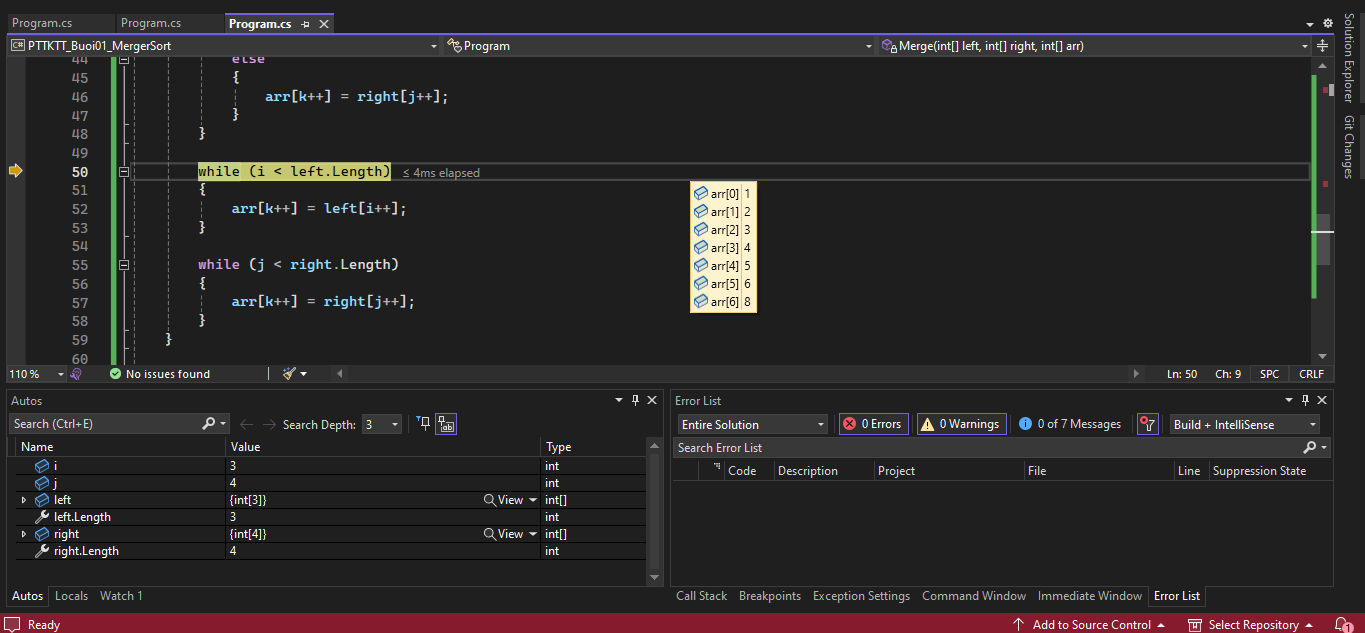 Program.cs Program.cs Program.cs
C# PTTKTT_Buoi01_MergerSort Program Merge(int[] left, int[] right, int[] arr)
44 else
45 {
46 arr[k++] = right[j++];
47 }
48 }
49
50 while (i < left.Length) ≤ 4ms elapsed
51 {
52 arr[k++] = left[i++];
53 }
54
55 while (j < right.Length)
56 {
57 arr[k++] = right[j++];
58 }
59 }
60
arr[0] 1
arr[1] 2
arr[2] 3
arr[3] 4
arr[4] 5
arr[5] 6
arr[6] 8
Solution Explorer
Git Changes
110 % No issues found Ln: 50 Ch: 9 SPC CRLF
Autos
Search (Ctrl+E) Search Depth: 3
Name Value Type
i 3 int
j 4 int
left {int[3]} View int[]
left.Length 3 int
right {int[4]} View int[]
right.Length 4 int
Autos Locals Watch 1
Error List
Entire Solution 0 Errors 0 Warnings 0 of 7 Messages Build + IntelliSense
Search Error List
Code Description Project File Line Suppression State
Call Stack Breakpoints Exception Settings Command Window Immediate Window Error List
Ready Add to Source Control Select Repository 1